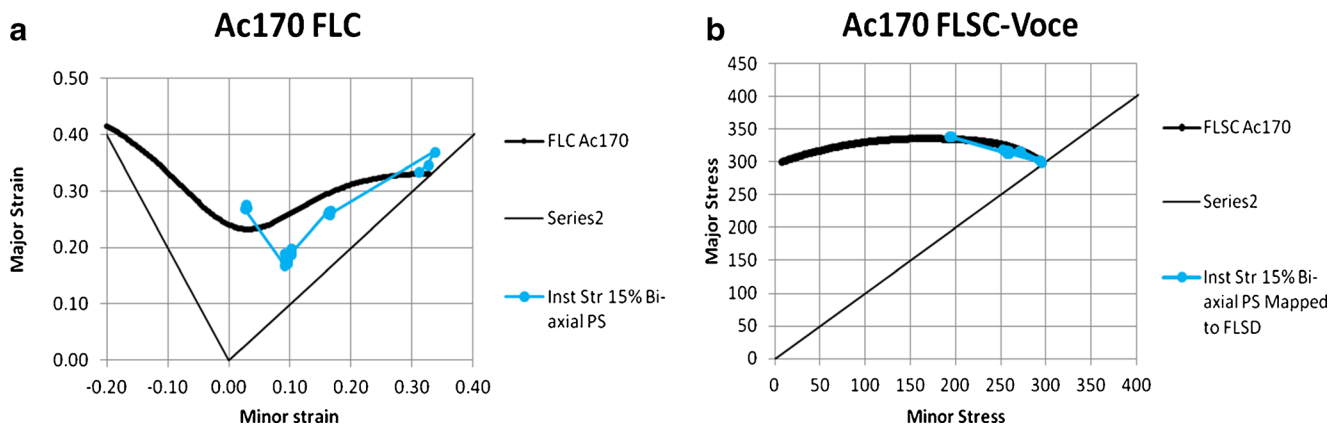 a
Ac170 FLC
0.50
0.40
0.30
0.20
0.10
0.00
-0.20 -0.10 0.00 0.10 0.20 0.30 0.40
Major Strain
Minor strain
FLC Ac170
Series2
Inst Str 15% Bi-
axial PS
b
Ac170 FLSC-Voce
450
400
350
300
250
200
150
100
50
0
0 50 100 150 200 250 300 350 400
Major Stress
Minor Stress
FLSC Ac170
Series2
Inst Str 15% Bi-
axial PS Mapped
to FLSD